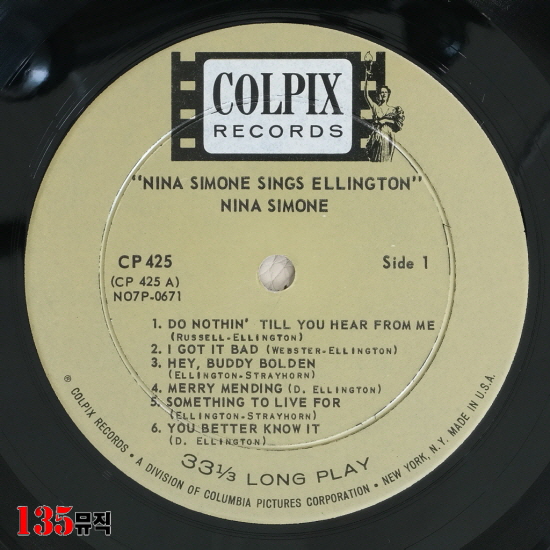 COLPIX
RECORDS
"NINA SIMONE SINGS ELLINGTON"
NINA SIMONE
CP 425
(CP 425 A)
NO7P-0671
Side 1
1. DO NOTHIN' TILL YOU HEAR FROM ME
(RUSSELL-ELLINGTON)
2. I GOT IT BAD (WEBSTER-ELLINGTON)
3. HEY, BUDDY BOLDEN
(ELLINGTON-STRAYHORN)
4. MERRY MENDING (D. ELLINGTON)
5. SOMETHING TO LIVE FOR
(ELLINGTON-STRAYHORN)
6. YOU BETTER KNOW IT
(D. ELLINGTON)
33 1/3 LONG PLAY
® COLPIX RECORDS • A DIVISION OF COLUMBIA PICTURES CORPORATION • NEW YORK, N.Y. MADE IN U.S.A.
135뮤직